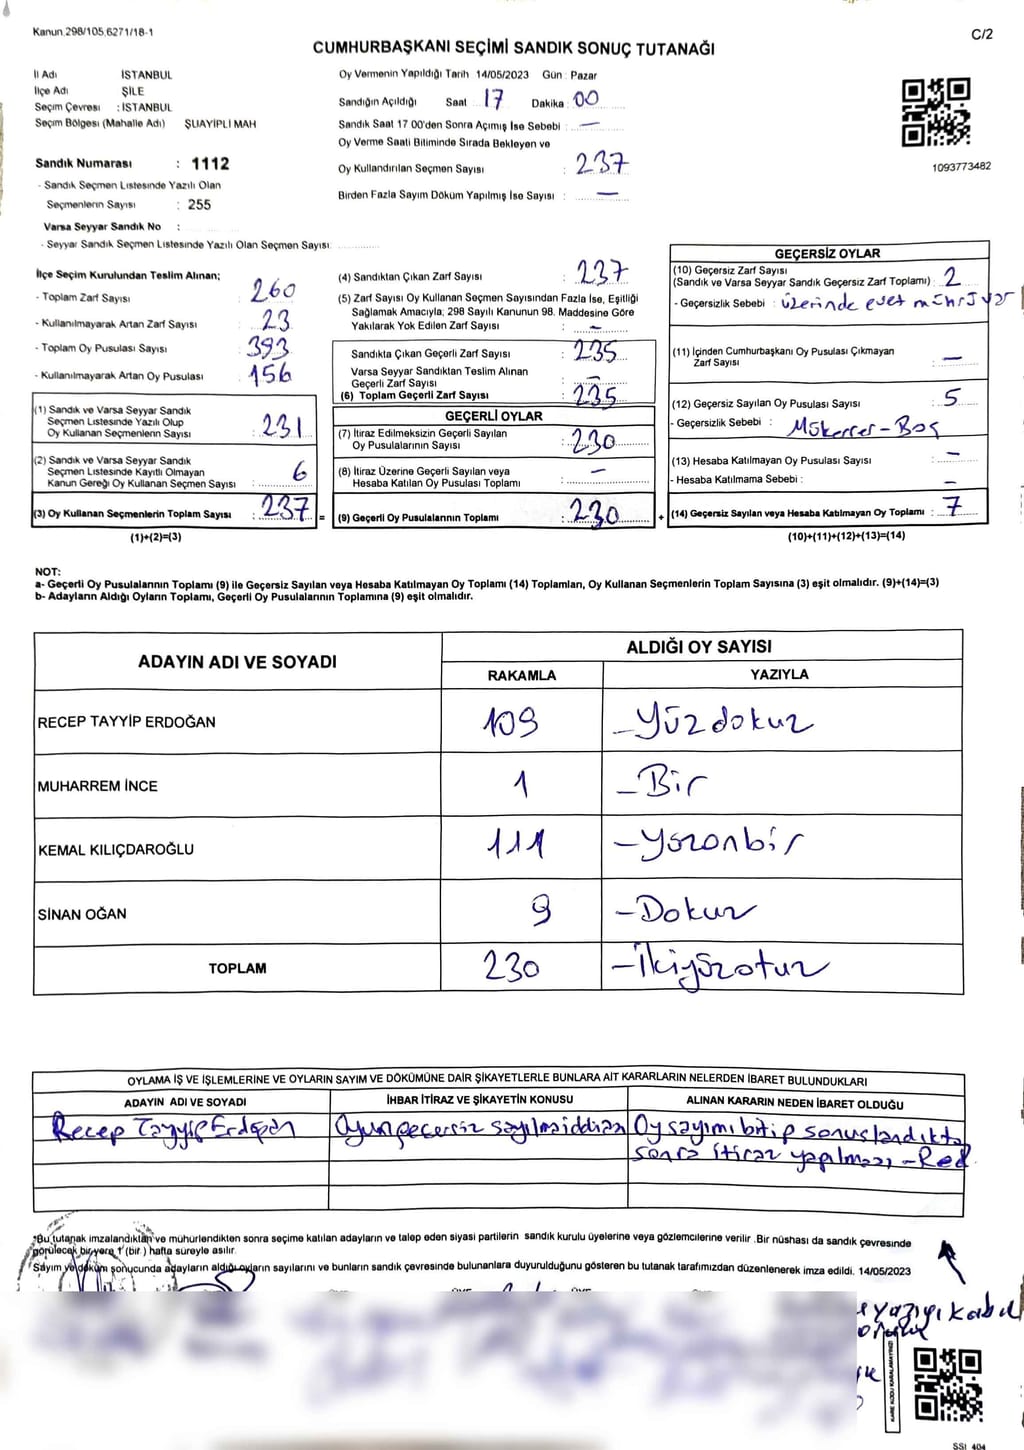 Kanun.298/105,6271/18-1
C/2
CUMHURBAŞKANI SEÇİMİ SANDIK SONUÇ TUTANAĞI
İl Adı İSTANBUL
İlçe Adı ŞİLE
Seçim Çevresi : İSTANBUL
Seçim Bölgesi (Mahalle Adı) ŞUAYİPLİ MAH
Sandık Numarası : 1112
- Sandık Seçmen Listesinde Yazılı Olan
Seçmenlerin Sayısı : 255
Varsa Seyyar Sandık No :
- Seyyar Sandık Seçmen Listesinde Yazılı Olan Seçmen Sayısı
Oy Vermenin Yapıldığı Tarih 14/05/2023 Gün : Pazar
Sandığın Açıldığı Saat 17 Dakika : 00
Sandık Saat 17 00'den Sonra Açımış İse Sebebi : —
Oy Verme Saati Bitiminde Sırada Bekleyen ve
Oy Kullandırılan Seçmen Sayısı : 237
Birden Fazla Sayım Döküm Yapılmış İse Sayısı : —
1093773482
İlçe Seçim Kurulundan Teslim Alınan;
- Toplam Zarf Sayısı : 260
- Kullanılmayarak Artan Zarf Sayısı : 23
- Toplam Oy Pusulası Sayısı : 393
- Kullanılmayarak Artan Oy Pusulası : 156
(1) Sandık ve Varsa Seyyar Sandık
Seçmen Listesinde Yazılı Olup
Oy Kullanan Seçmenlerin Sayısı : 231
(2) Sandık ve Varsa Seyyar Sandık
Seçmen Listesinde Kayıtlı Olmayan
Kanun Gereği Oy Kullanan Seçmen Sayısı : 6
(3) Oy Kullanan Seçmenlerin Toplam Sayısı : 237 =
(1)+(2)=(3)
(4) Sandıktan Çıkan Zarf Sayısı : 237
(5) Zarf Sayısı Oy Kullanan Seçmen Sayısından Fazla İse, Eşitliği
Sağlamak Amacıyla; 298 Sayılı Kanunun 98. Maddesine Göre
Yakılarak Yok Edilen Zarf Sayısı : —
Sandıkta Çıkan Geçerli Zarf Sayısı : 235
Varsa Seyyar Sandıktan Teslim Alınan
Geçerli Zarf Sayısı : —
(6) Toplam Geçerli Zarf Sayısı : 235
GEÇERLİ OYLAR
(7) İtiraz Edilmeksizin Geçerli Sayılan
Oy Pusulalarının Sayısı : 230
(8) İtiraz Üzerine Geçerli Sayılan veya
Hesaba Katılan Oy Pusulası Toplamı : —
(9) Geçerli Oy Pusulalarının Toplamı : 230 +
GEÇERSİZ OYLAR
(10) Geçersiz Zarf Sayısı
(Sandık ve Varsa Seyyar Sandık Geçersiz Zarf Toplamı) : 2
- Geçersizlik Sebebi : üzerinde evet mührü var
(11) İçinden Cumhurbaşkanı Oy Pusulası Çıkmayan
Zarf Sayısı : —
(12) Geçersiz Sayılan Oy Pusulası Sayısı : 5
- Geçersizlik Sebebi : Mükerrer-Boş
(13) Hesaba Katılmayan Oy Pusulası Sayısı : —
- Hesaba Katılmama Sebebi : —
(14) Geçersiz Sayılan veya Hesaba Katılmayan Oy Toplamı : 7
(10)+(11)+(12)+(13)=(14)
NOT:
a- Geçerli Oy Pusulalarının Toplamı (9) ile Geçersiz Sayılan veya Hesaba Katılmayan Oy Toplamı (14) Toplamları, Oy Kullanan Seçmenlerin Toplam Sayısına (3) eşit olmalıdır. (9)+(14)=(3)
b- Adayların Aldığı Oyların Toplamı, Geçerli Oy Pusulalarının Toplamına (9) eşit olmalıdır.
ADAYIN ADI VE SOYADI
ALDIĞI OY SAYISI
RAKAMLA YAZIYLA
RECEP TAYYİP ERDOĞAN 109 -Yüzdokuz
MUHARREM İNCE 1 -Bir
KEMAL KILIÇDAROĞLU 111 -Yüzonbir
SİNAN OĞAN 9 -Dokuz
TOPLAM 230 -İkiyüzotuz
OYLAMA İŞ VE İŞLEMLERİNE VE OYLARIN SAYIM VE DÖKÜMÜNE DAİR ŞİKAYETLERLE BUNLARA AİT KARARLARIN NELERDEN İBARET BULUNDUKLARI
ADAYIN ADI VE SOYADI İHBAR İTİRAZ VE ŞİKAYETİN KONUSU ALINAN KARARIN NEDEN İBARET OLDUĞU
Recep Tayyip Erdoğan Oyun geçersiz sayılması iddiası Oy sayımı bitip sonuçlandıktan
sonra itiraz yapılması -Red
*Bu tutanak imzalandıktan ve mühürlendikten sonra seçime katılan adayların ve talep eden siyasi partilerin sandık kurulu üyelerine veya gözlemcilerine verilir .Bir nüshası da sandık çevresinde
görülecek bir yere 1 (bir ) hafta süreyle asılır.
*Sayım ve döküm sonucunda adayların aldığı oyların sayılarını ve bunların sandık çevresinde bulunanlara duyurulduğunu gösteren bu tutanak tarafımızdan düzenlenerek imza edildi. 14/05/2023
yazıyı kabul
KARE KODU KARALAMAYINIZ!
SSI 404